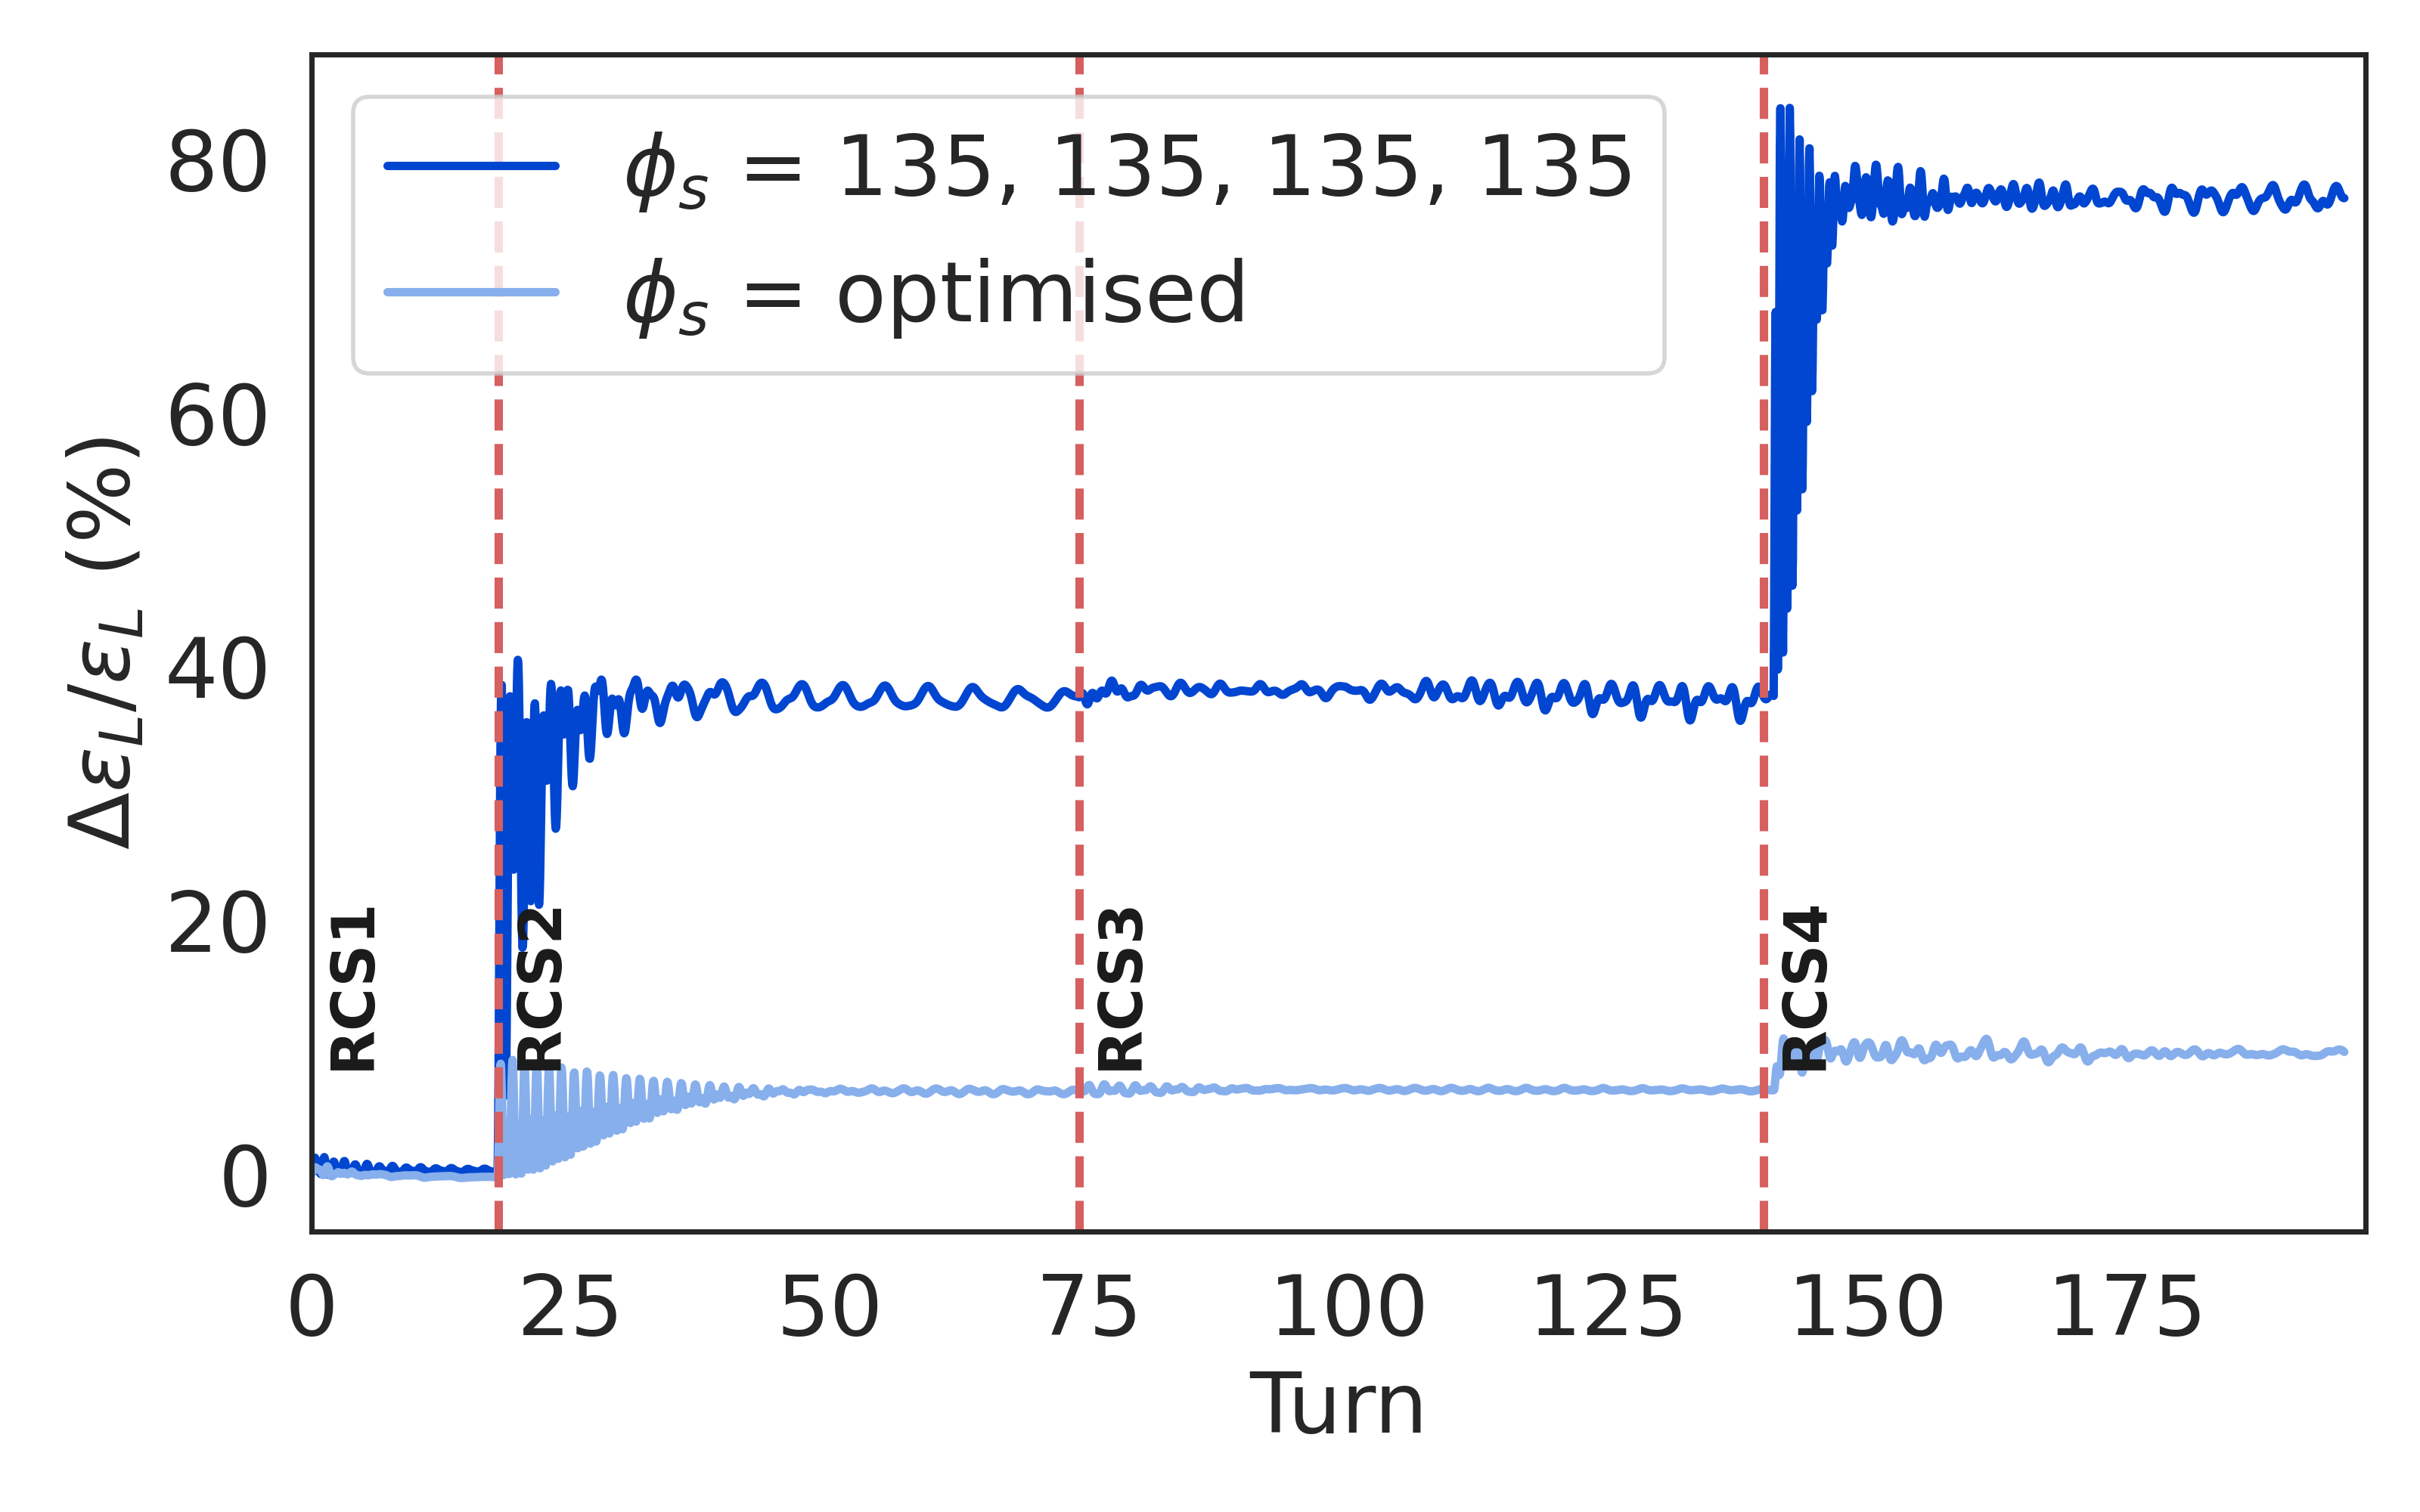 ϕs = 135, 135, 135, 135
ϕs = optimised
80
60
40
20
0
ΔεL/εL (%)
RCS1
RCS2
RCS3
RCS4
0 25 50 75 100 125 150 175
Turn